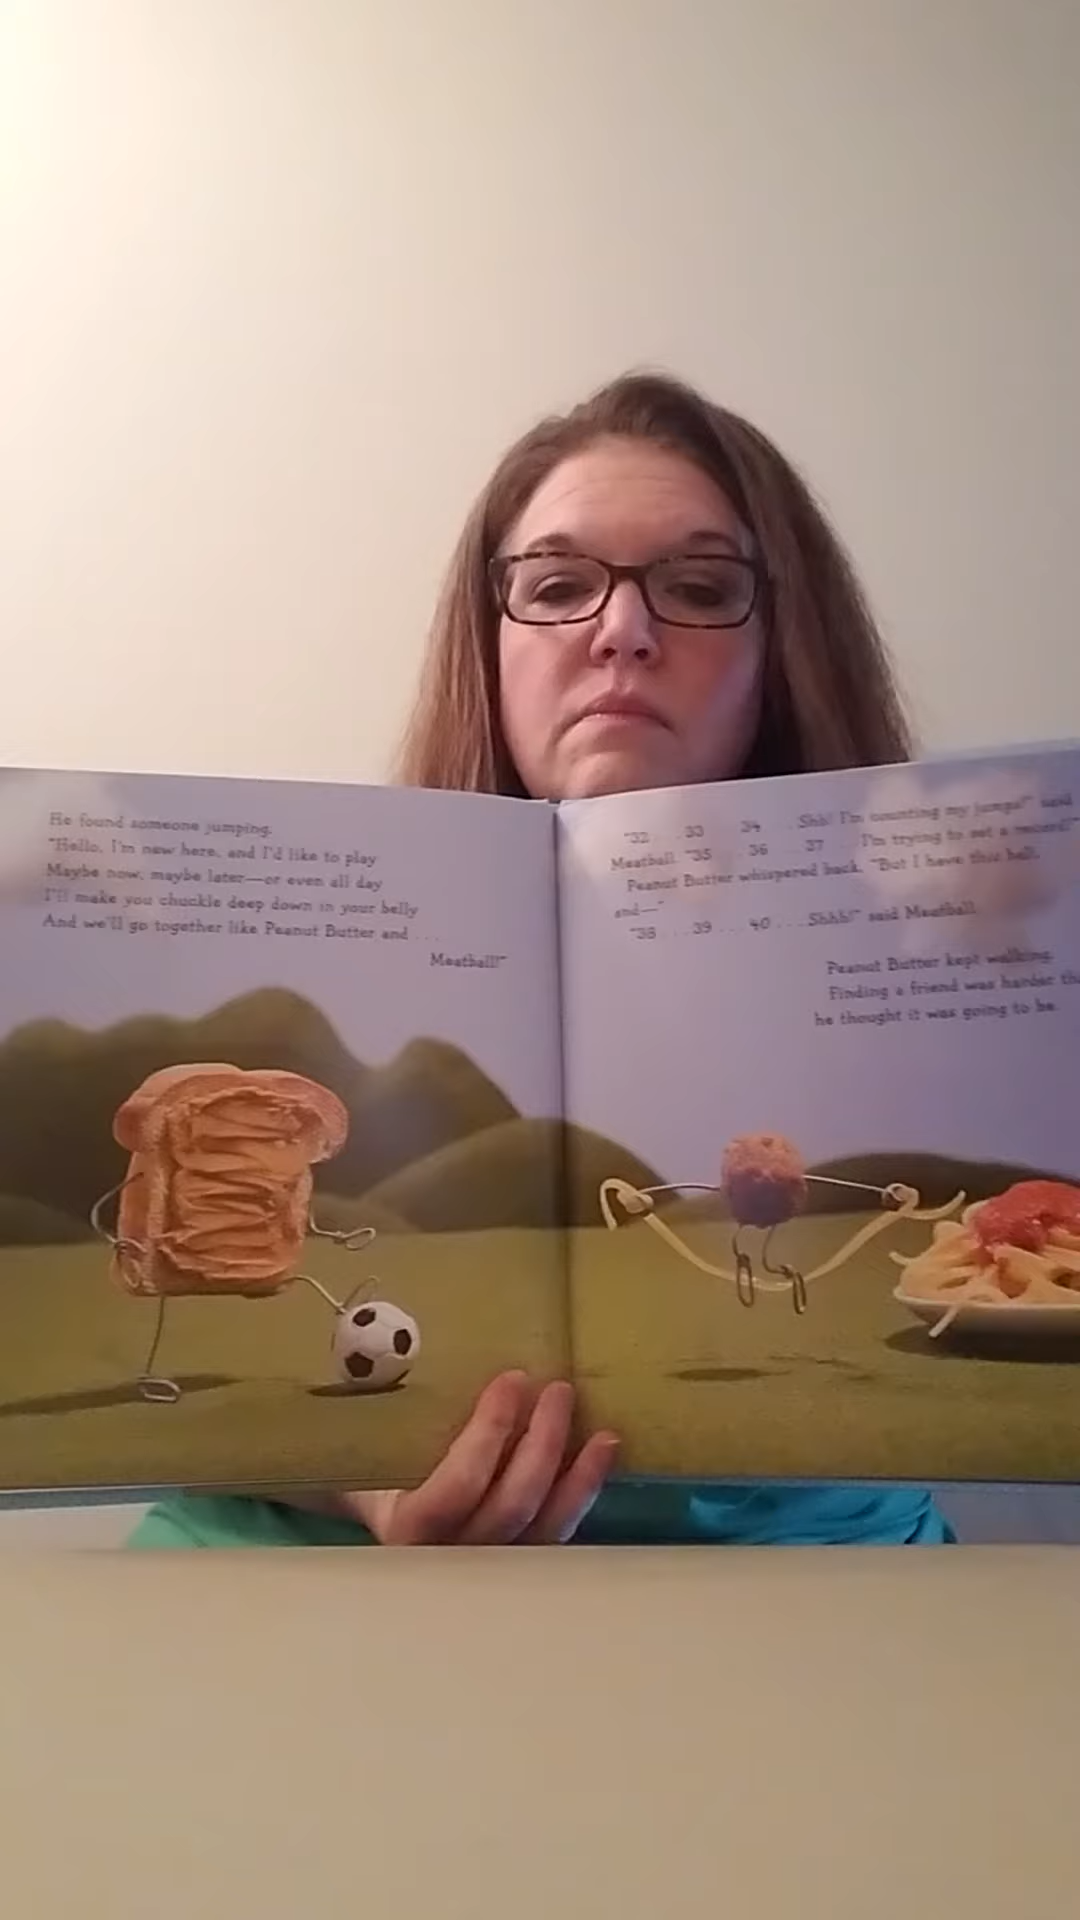 He found someone jumping.
"Hello, I'm new here, and I'd like to play
Maybe now, maybe later—or even all day
I'll make you chuckle deep down in your belly
And we'll go together like Peanut Butter and . . .
Meatball!"
"32 . . . 33 . . . 34 . . . Shh! I'm counting my jumps!" said
Meatball. "35 . . . 36 . . . 37 . . . I'm trying to set a record!"
Peanut Butter whispered back, "But I have this ball,
and—"
"38 . . . 39 . . . 40 . . . Shhh!" said Meatball.
Peanut Butter kept walking.
Finding a friend was harder
he thought it was going to be.